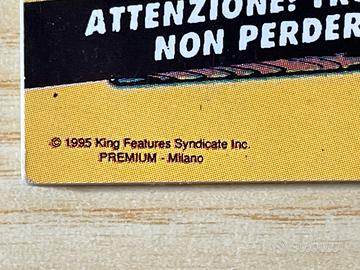 ATTENZIONE!
NON PERDER
© 1995 King Features Syndicate Inc.
PREMIUM - Milano